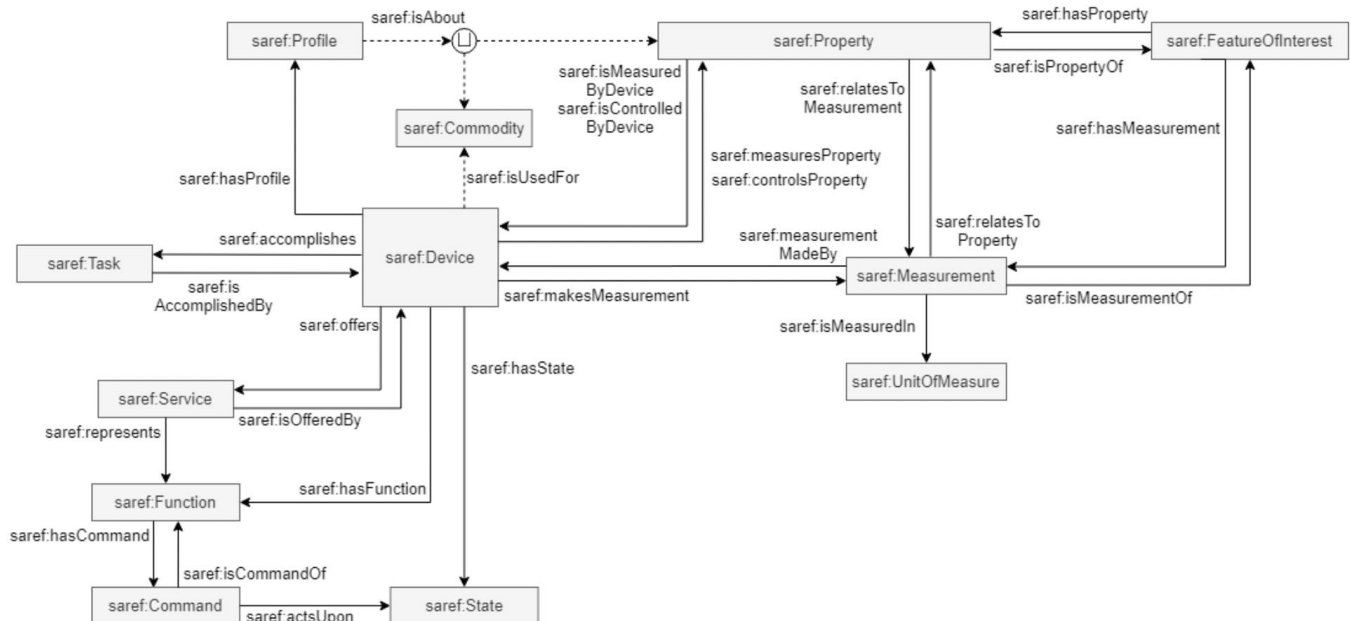 saref:isAbout
saref:hasProperty
saref:Profile
saref:Property
saref:FeatureOfInterest
saref:isPropertyOf
saref:isMeasured
ByDevice
saref:isControlled
ByDevice
saref:relatesTo
Measurement
saref:Commodity
saref:hasMeasurement
saref:measuresProperty
saref:controlsProperty
saref:hasProfile
saref:isUsedFor
saref:accomplishes
saref:Device
saref:measurement
MadeBy
saref:relatesTo
Property
saref:Task
saref:Measurement
saref:is
AccomplishedBy
saref:makesMeasurement
saref:isMeasurementOf
saref:offers
saref:isMeasuredIn
saref:hasState
saref:UnitOfMeasure
saref:Service
saref:isOfferedBy
saref:represents
saref:hasFunction
saref:Function
saref:hasCommand
saref:isCommandOf
saref:Command
saref:actsUpon
saref:State